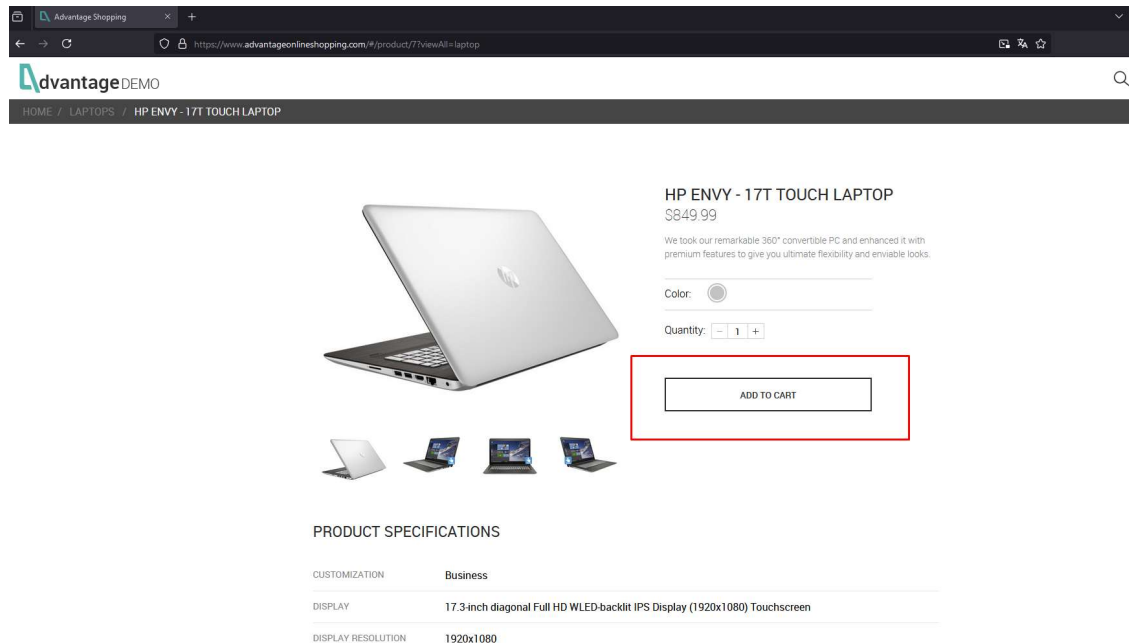 Advantage Shopping
https://www.advantageonlineshopping.com/#/product/7?viewAll=laptop
dvantage DEMO
HOME / LAPTOPS / HP ENVY - 17T TOUCH LAPTOP
HP ENVY - 17T TOUCH LAPTOP
$849.99
We took our remarkable 360° convertible PC and enhanced it with
premium features to give you ultimate flexibility and enviable looks.
Color:
Quantity: - 1 +
ADD TO CART
PRODUCT SPECIFICATIONS
CUSTOMIZATION Business
DISPLAY 17.3-inch diagonal Full HD WLED-backlit IPS Display (1920x1080) Touchscreen
DISPLAY RESOLUTION 1920x1080